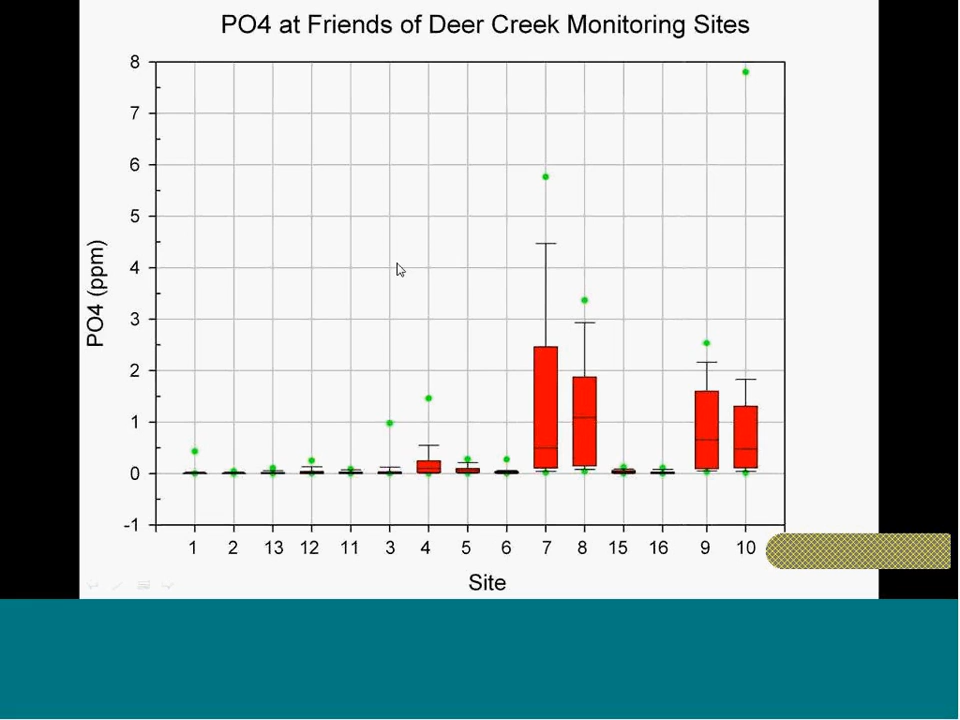 PO4 at Friends of Deer Creek Monitoring Sites
8
7
6
5
4
3
2
1
0
-1
PO4 (ppm)
1 2 13 12 11 3 4 5 6 7 8 15 16 9 10
Site